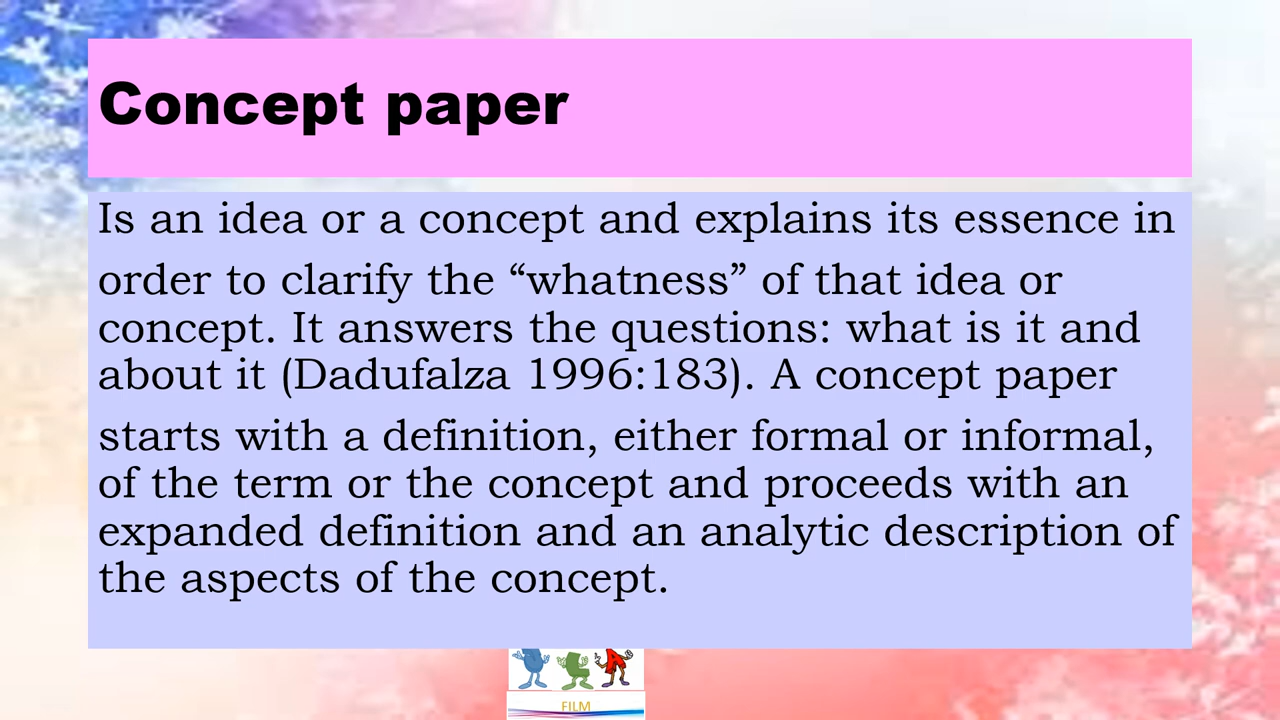 Concept paper
Is an idea or a concept and explains its essence in
order to clarify the “whatness” of that idea or
concept. It answers the questions: what is it and
about it (Dadufalza 1996:183). A concept paper
starts with a definition, either formal or informal,
of the term or the concept and proceeds with an
expanded definition and an analytic description of
the aspects of the concept.
FILM